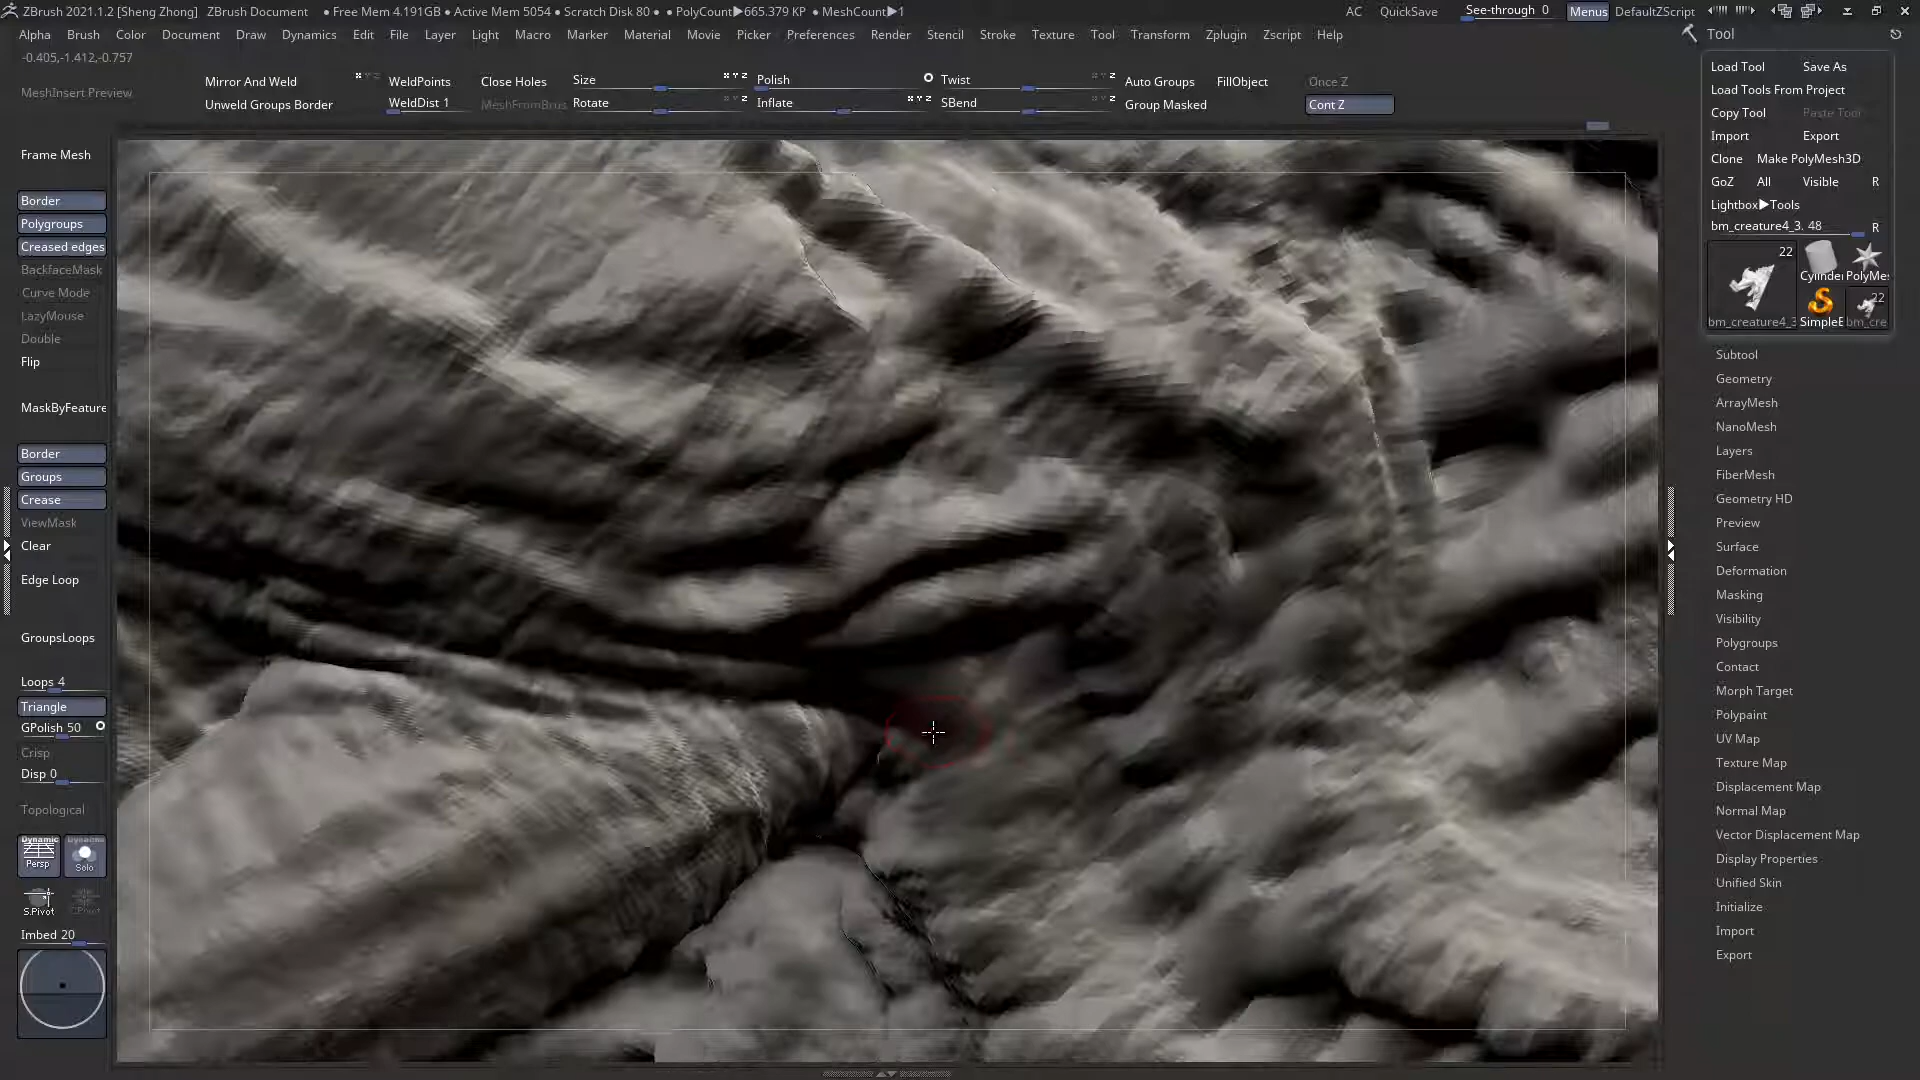 ZBrush 2021.1.2 [Sheng Zhong] ZBrush Document • Free Mem 4.191GB • Active Mem 5054 • Scratch Disk 80 • • PolyCount▶665.379 KP • MeshCount▶1 AC QuickSave See-through 0 Menus DefaultZScript
Alpha Brush Color Document Draw Dynamics Edit File Layer Light Macro Marker Material Movie Picker Preferences Render Stencil Stroke Texture Tool Transform Zplugin Zscript Help
-0.405,-1.412,-0.757
MeshInsert Preview
Mirror And Weld WeldPoints Close Holes Size Polish Twist Auto Groups FillObject Once Z
Unweld Groups Border WeldDist 1 MeshFromBrus Rotate Inflate SBend Group Masked Cont Z
Frame Mesh
Border
Polygroups
Creased edges
BackfaceMask
Curve Mode
LazyMouse
Double
Flip
MaskByFeature
Border
Groups
Crease
ViewMask
Clear
Edge Loop
GroupsLoops
Loops 4
Triangle
GPolish 50
Crisp
Disp 0
Topological
Dynamic
Persp
Dynamic
Solo
S.Pivot
Imbed 20
Tool
Load Tool Save As
Load Tools From Project
Copy Tool Paste Tool
Import Export
Clone Make PolyMesh3D
GoZ All Visible R
Lightbox▶Tools
bm_creature4_3. 48 R
22
Cylinder PolyMes
22
bm_creature4_3 SimpleB bm_cre
Subtool
Geometry
ArrayMesh
NanoMesh
Layers
FiberMesh
Geometry HD
Preview
Surface
Deformation
Masking
Visibility
Polygroups
Contact
Morph Target
Polypaint
UV Map
Texture Map
Displacement Map
Normal Map
Vector Displacement Map
Display Properties
Unified Skin
Initialize
Import
Export